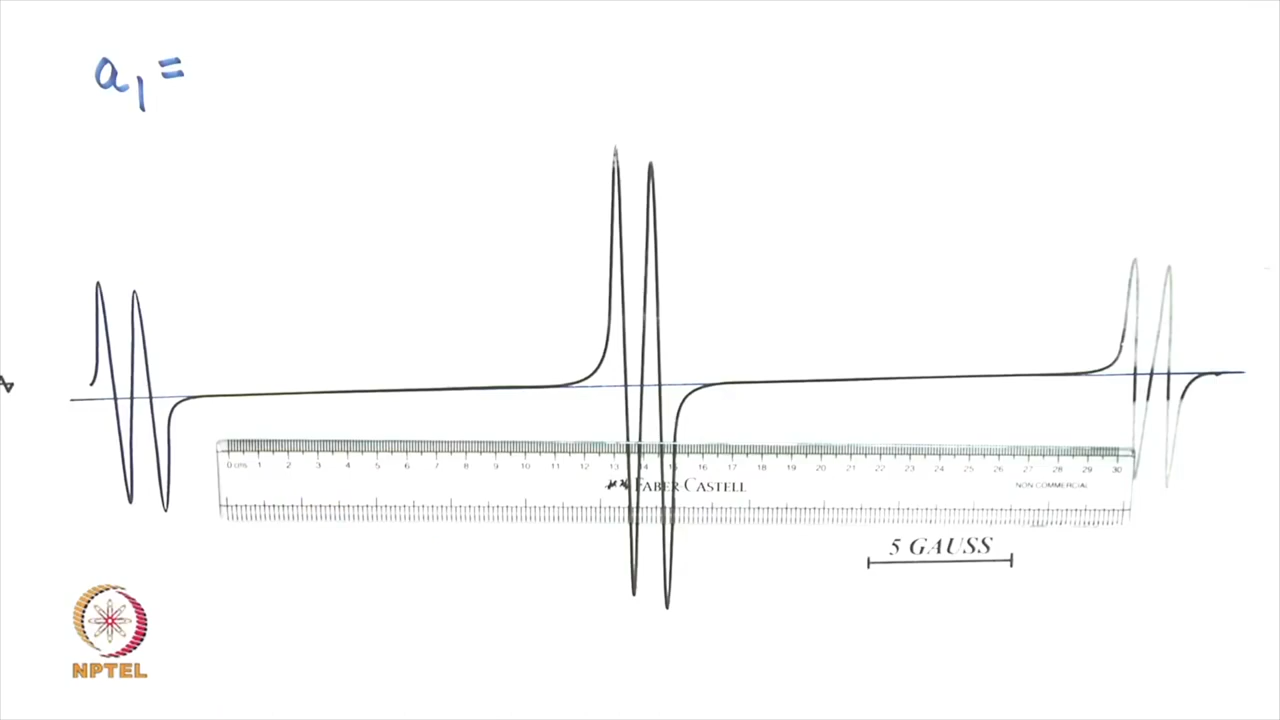 a₁ =
0 cms 1 2 3 4 5 6 7 8 9 10 11 12 13 14 15 16 17 18 19 20 21 22 23 24 25 26 27 28 29 30
FABER CASTELL
NON COMMERCIAL
5 GAUSS
NPTEL